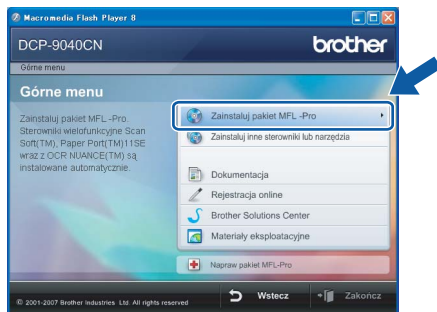 Macromedia Flash Player 8
DCP-9040CN
brother
Górne menu
Górne menu
Zainstaluj pakiet MFL -Pro.
Sterowniki wielofunkcyjne Scan
Soft(TM), Paper Port(TM)11SE
wraz z OCR NUANCE(TM) są
instalowane automatycznie.
Zainstaluj pakiet MFL -Pro
Zainstaluj inne sterowniki lub narzędzia
Dokumentacja
Rejestracja online
Brother Solutions Center
Materiały eksploatacyjne
Napraw pakiet MFL-Pro
© 2001-2007 Brother Industries Ltd. All rights reserved
Wstecz
Zakończ